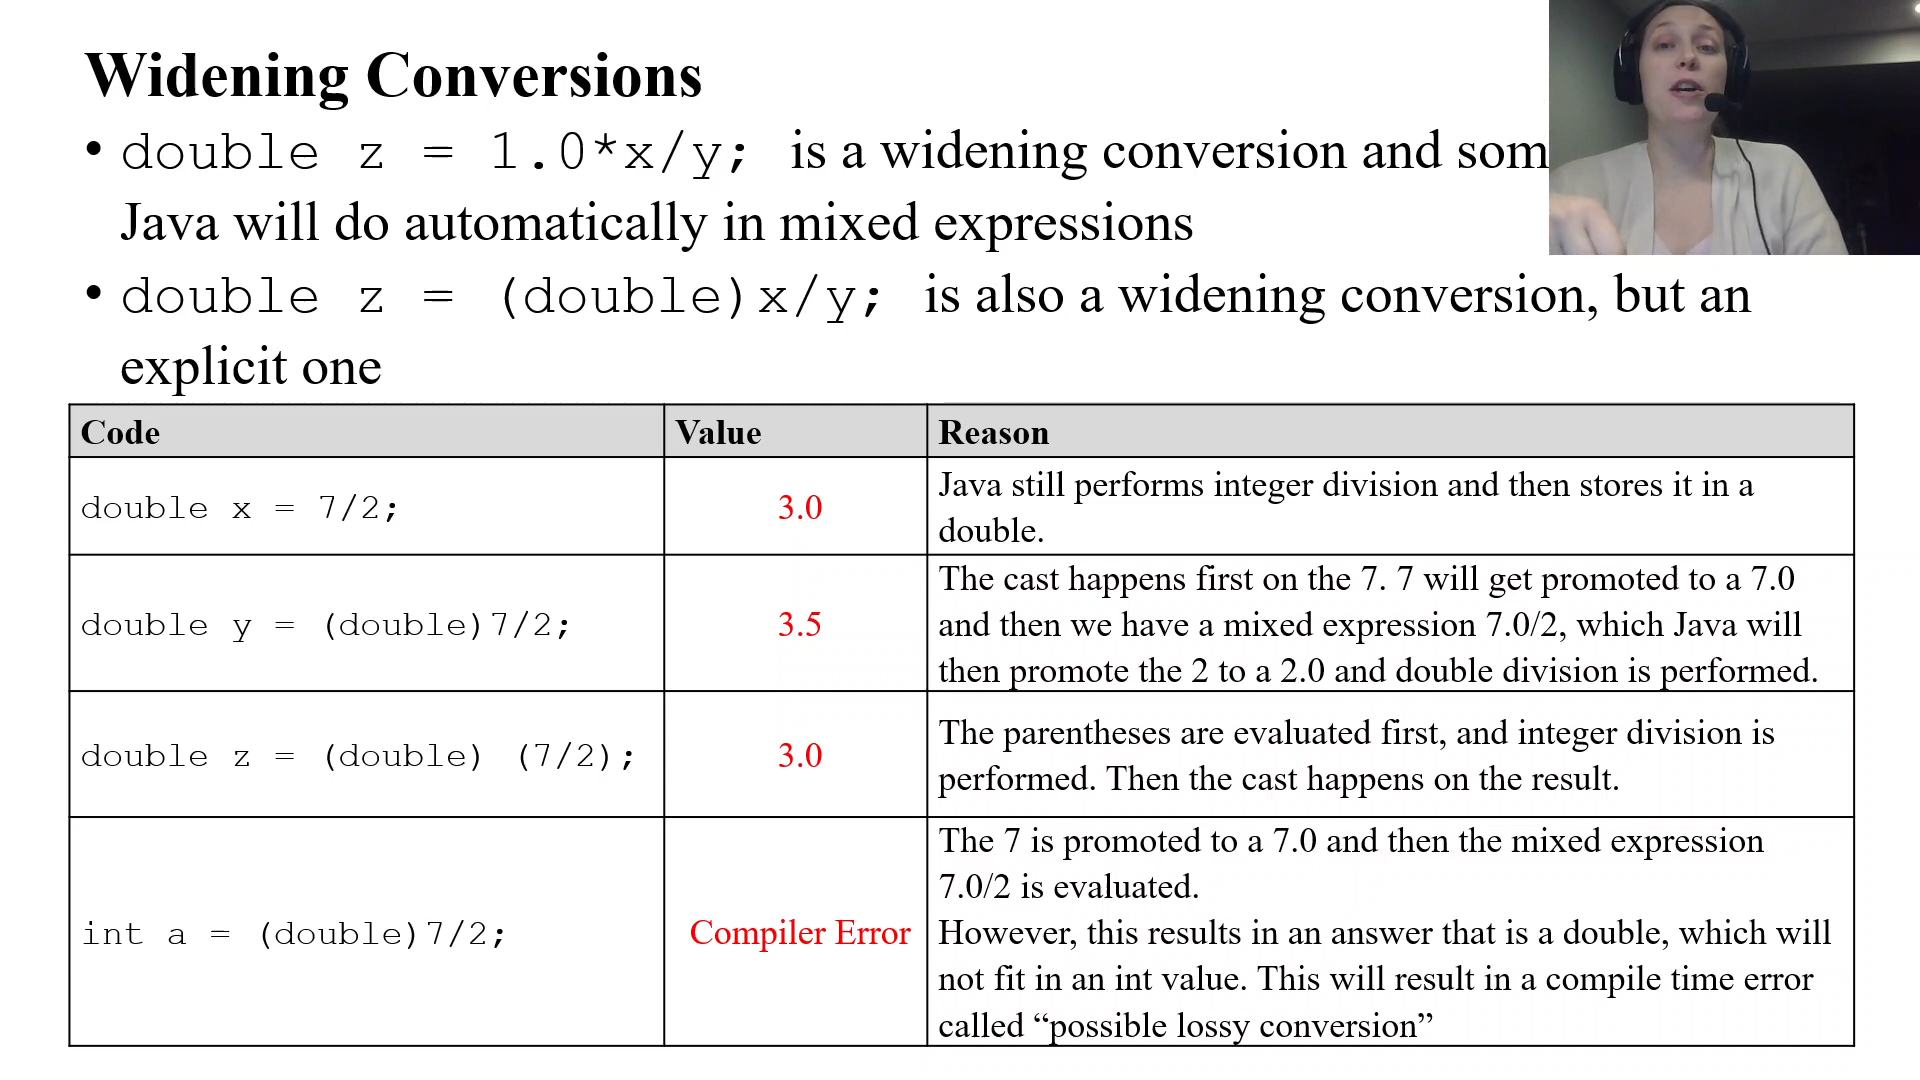 Widening Conversions
• double z = 1.0*x/y; is a widening conversion and som
Java will do automatically in mixed expressions
• double z = (double)x/y; is also a widening conversion, but an
explicit one
Code Value Reason
double x = 7/2; 3.0 Java still performs integer division and then stores it in a
double.
double y = (double)7/2; 3.5 The cast happens first on the 7. 7 will get promoted to a 7.0
and then we have a mixed expression 7.0/2, which Java will
then promote the 2 to a 2.0 and double division is performed.
double z = (double) (7/2); 3.0 The parentheses are evaluated first, and integer division is
performed. Then the cast happens on the result.
int a = (double)7/2; Compiler Error The 7 is promoted to a 7.0 and then the mixed expression
7.0/2 is evaluated.
However, this results in an answer that is a double, which will
not fit in an int value. This will result in a compile time error
called “possible lossy conversion”